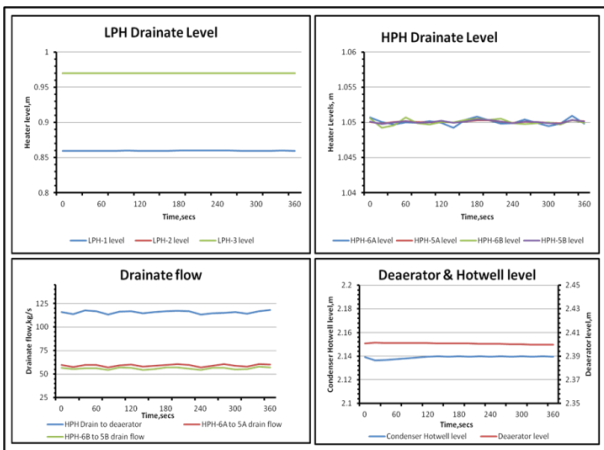 LPH Drainate Level
1
0.95
0.9
0.85
0.8
Heater level,m
0 60 120 180 240 300 360
Time,secs
LPH-1 level LPH-2 level LPH-3 level
HPH Drainate Level
1.06
1.055
1.05
1.045
1.04
Heater Levels, m
0 60 120 180 240 300 360
Time,secs
HPH-6A level HPH-5A level HPH-6B level HPH-5B level
Drainate flow
125
100
75
50
25
Drainate flow,kg/s
0 60 120 180 240 300 360
Time,secs
HPH Drain to deaerator HPH-6A to 5A drain flow
HPH-6B to 5B drain flow
Deaerator & Hotwell level
2.2 2.45
2.18 2.43
2.16 2.41
2.14 2.39
2.12 2.37
2.1 2.35
Condenser Hotwell level,m
Deaerator level,m
0 60 120 180 240 300 360
Time,secs
Condenser Hotwell level Deaerator level